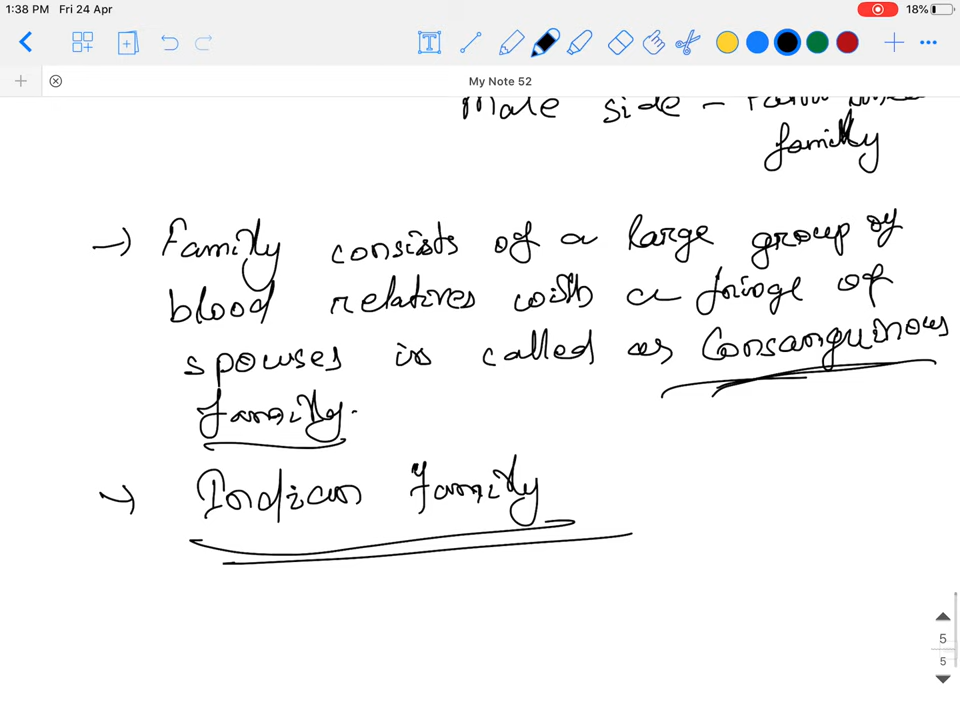 1:38 PM Fri 24 Apr 18%
T
My Note 52
Male side -
family
→ Family consists of a large group of
blood relatives with a fringe of
spouses is called as Consanguinous
family.
→ Indian family
5
5